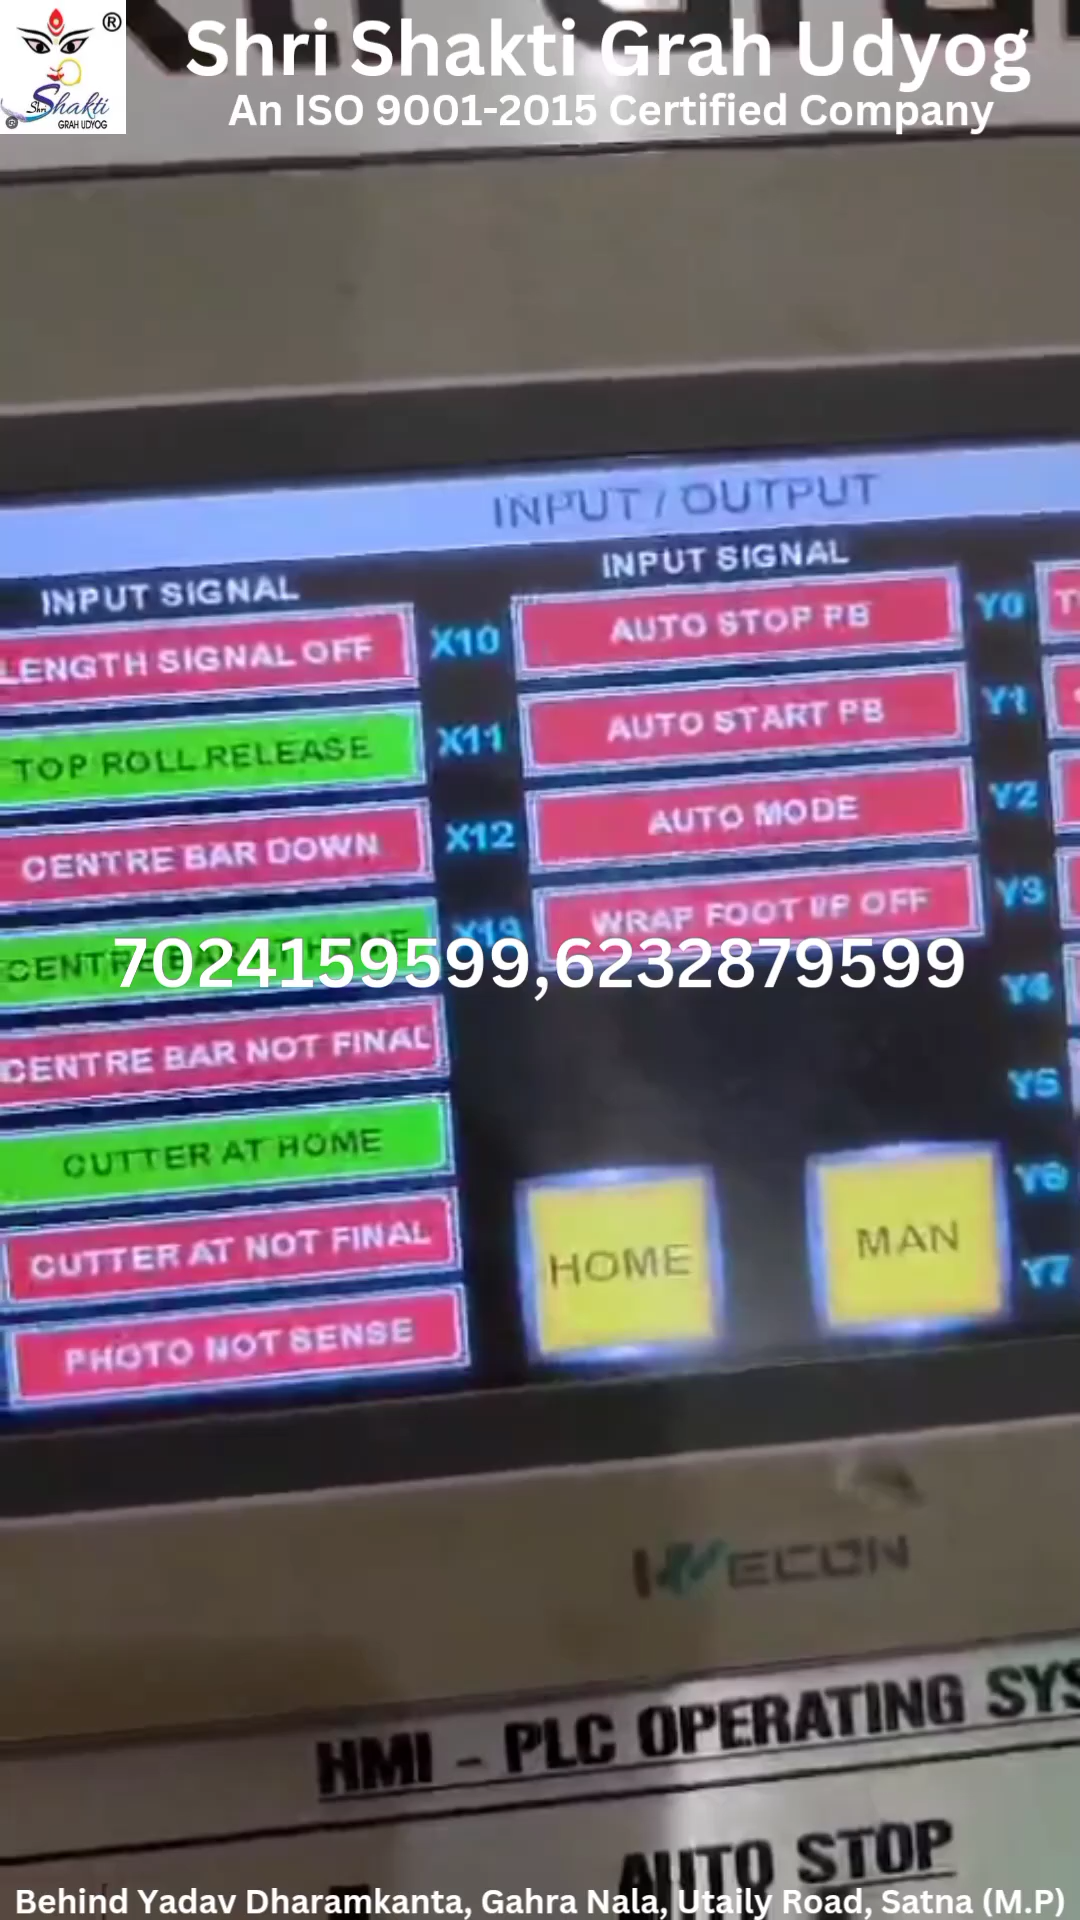 Shri Shakti Grah Udyog
An ISO 9001-2015 Certified Company
®
Shri Shakti
GRAH UDYOG
INPUT / OUTPUT
INPUT SIGNAL
INPUT SIGNAL
LENGTH SIGNAL OFF
X10
AUTO STOP PB
Y0
TOP ROLL RELEASE
X11
AUTO START PB
Y1
CENTRE BAR DOWN
X12
AUTO MODE
Y2
CENTRE
X13
WRAP FOOT UP OFF
Y3
7024159599,6232879599
Y4
CENTRE BAR NOT FINAL
Y5
CUTTER AT HOME
Y6
CUTTER AT NOT FINAL
HOME
MAN
Y7
PHOTO NOT SENSE
WECON
HMI - PLC OPERATING SYS
AUTO STOP
Behind Yadav Dharamkanta, Gahra Nala, Utaily Road, Satna (M.P)